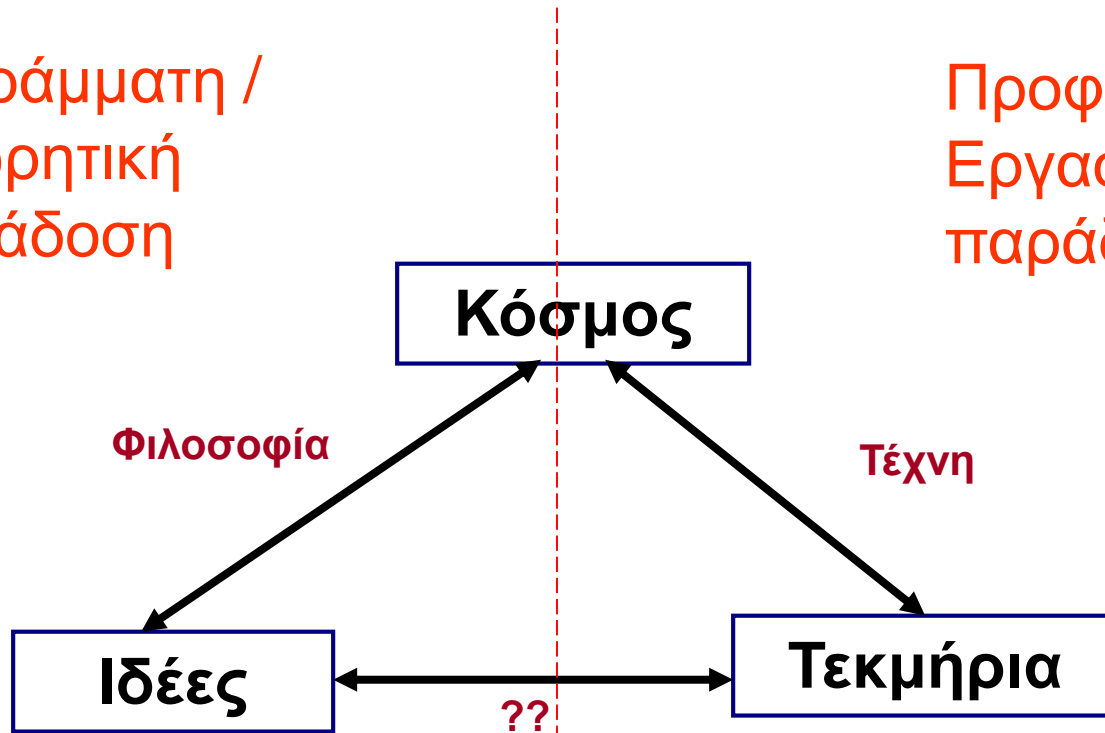 ράμματη /
ρητική
άδοση
Προφ
Εργασ
παράδ
Κόσμος
Φιλοσοφία
Τέχνη
Ιδέες
Τεκμήρια
??